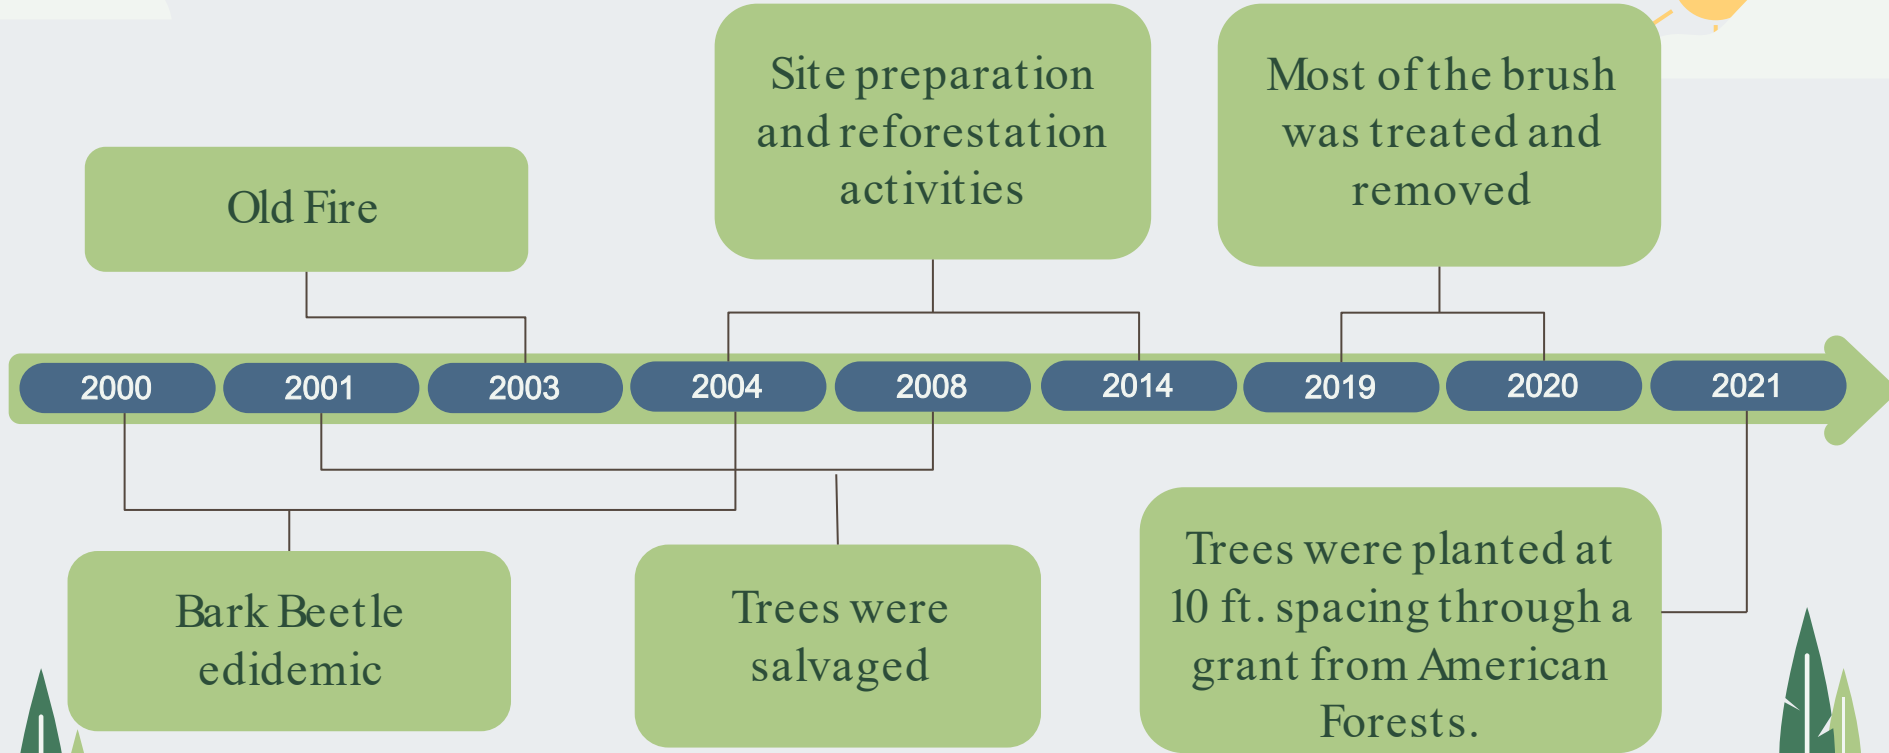 Site preparation
and reforestation
activities
Most of the brush
was treated and
removed
Old Fire
2000
2001
2003
2004
2008
2014
2019
2020
2021
Bark Beetle
edidemic
Trees were
salvaged
Trees were planted at
10 ft. spacing through a
grant from American
Forests.